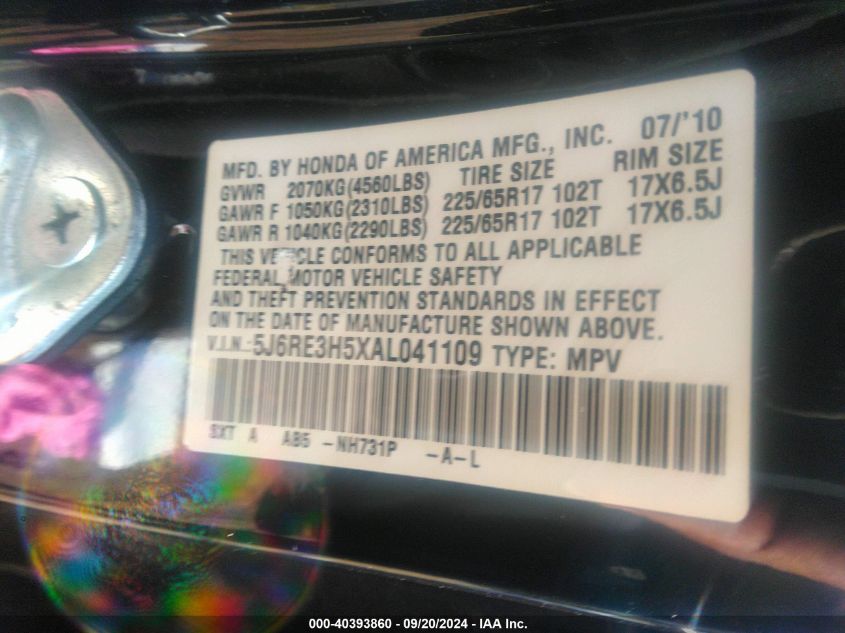 MFD. BY HONDA OF AMERICA MFG., INC. 07/'10
GVWR 2070KG(4560LBS) TIRE SIZE RIM SIZE
GAWR F 1050KG(2310LBS) 225/65R17 102T 17X6.5J
GAWR R 1040KG(2290LBS) 225/65R17 102T 17X6.5J
THIS VEHICLE CONFORMS TO ALL APPLICABLE
FEDERAL MOTOR VEHICLE SAFETY
AND THEFT PREVENTION STANDARDS IN EFFECT
ON THE DATE OF MANUFACTURE SHOWN ABOVE.
V.I.N.:5J6RE3H5XAL041109 TYPE: MPV
SXT A AB5 -NH731P -A-L
000-40393860 - 09/20/2024 - IAA Inc.